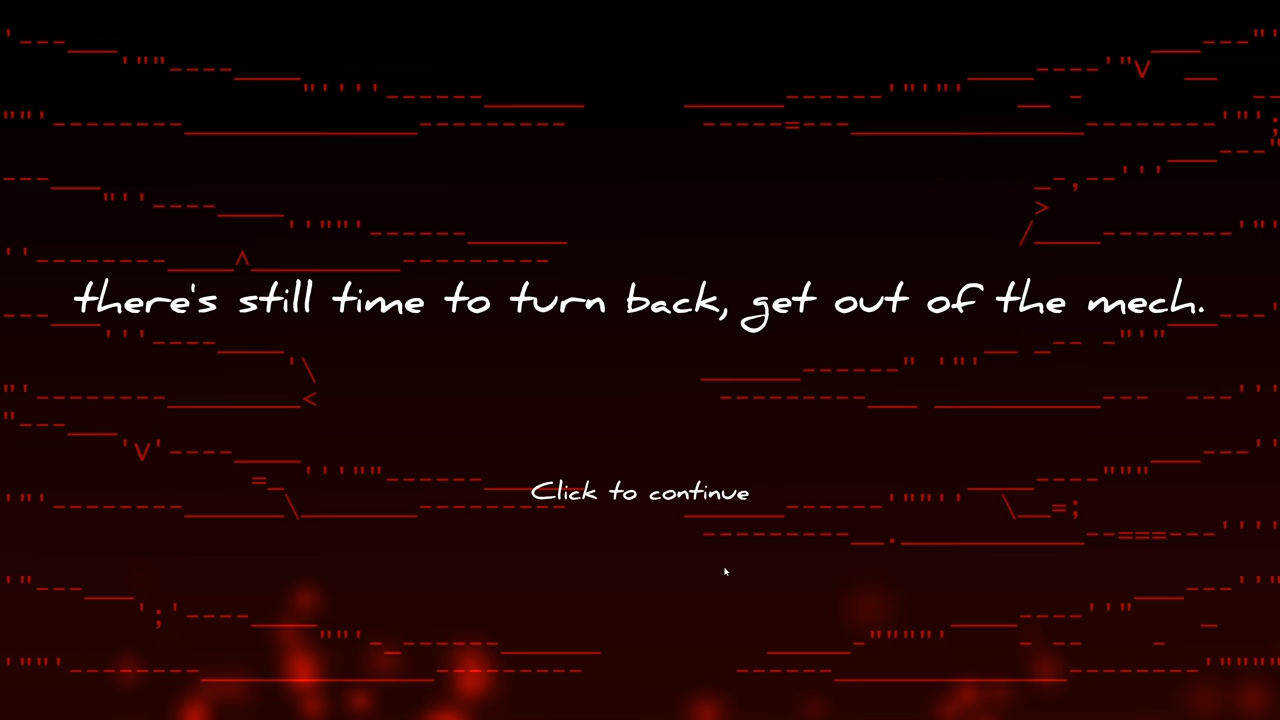 there's still time to turn back, get out of the mech.
Click to continue